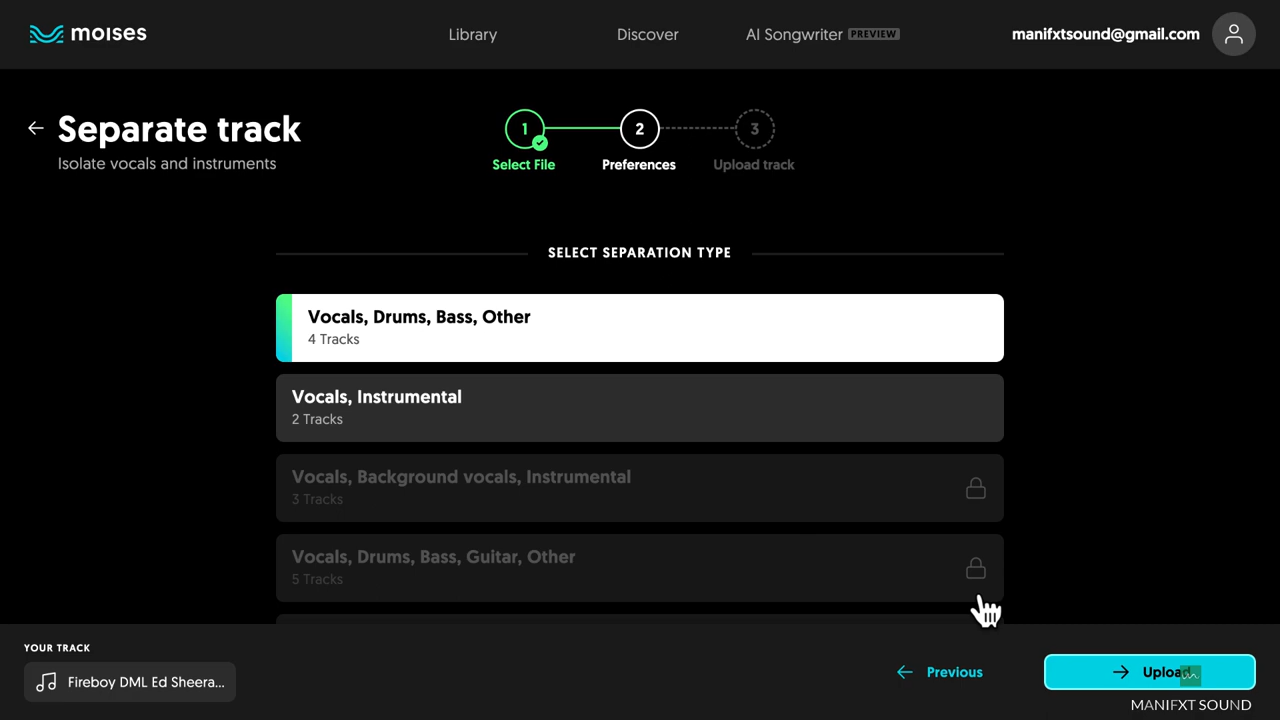 moises
Library
Discover
AI Songwriter PREVIEW
manifxtsound@gmail.com
Separate track
Isolate vocals and instruments
1
2
3
Select File
Preferences
Upload track
SELECT SEPARATION TYPE
Vocals, Drums, Bass, Other
4 Tracks
Vocals, Instrumental
2 Tracks
Vocals, Background vocals, Instrumental
3 Tracks
Vocals, Drums, Bass, Guitar, Other
5 Tracks
YOUR TRACK
Fireboy DML Ed Sheera...
Previous
Upload
MANIFXT SOUND